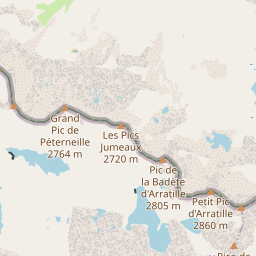 Grand
Pic de
Péterneille
2764 m
Les Pics
Jumeaux
2720 m
Pic de
la Badète
d'Arratille
2805 m
Petit Pic
d'Arratille
2860 m